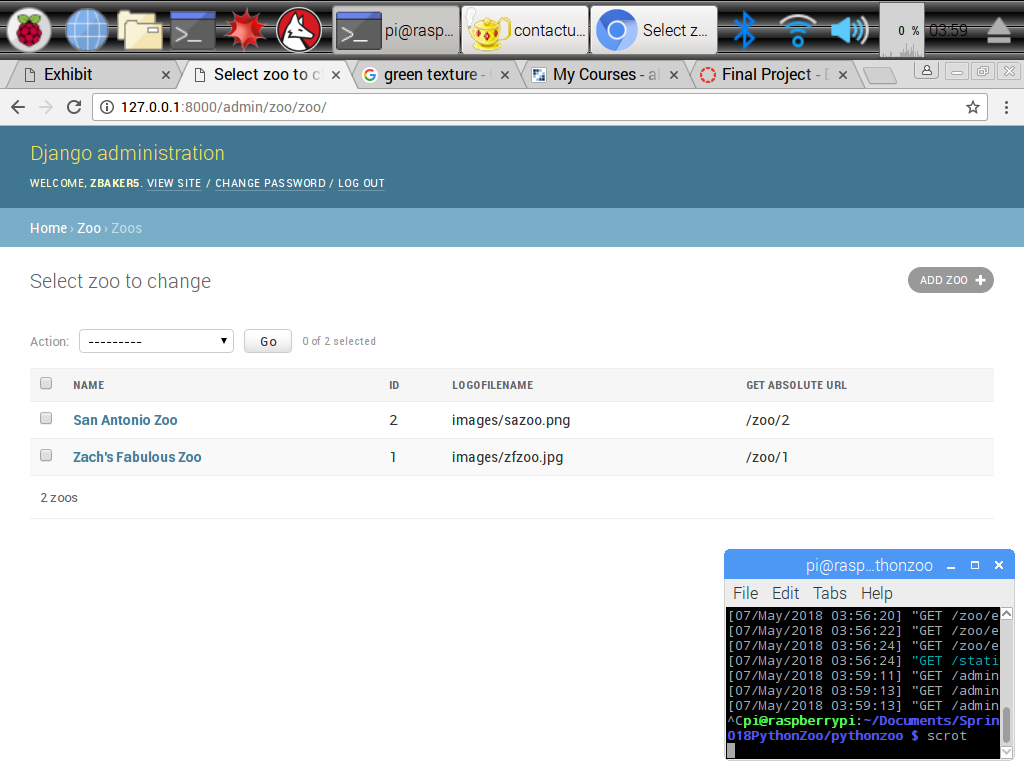 pi@rasp... contactu... Select z... 0 % 03:59
Exhibit × Select zoo to c × green texture - × My Courses - a × Final Project - ×
127.0.0.1:8000/admin/zoo/zoo/
Django administration
WELCOME, ZBAKER5. VIEW SITE / CHANGE PASSWORD / LOG OUT
Home › Zoo › Zoos
Select zoo to change
ADD ZOO +
Action: --------- Go 0 of 2 selected
NAME ID LOGOFILENAME GET ABSOLUTE URL
San Antonio Zoo 2 images/sazoo.png /zoo/2
Zach's Fabulous Zoo 1 images/zfzoo.jpg /zoo/1
2 zoos
pi@rasp...thonzoo
File Edit Tabs Help
[07/May/2018 03:56:20] "GET /zoo/e
[07/May/2018 03:56:22] "GET /zoo/e
[07/May/2018 03:56:24] "GET /zoo/e
[07/May/2018 03:56:24] "GET /stati
[07/May/2018 03:59:11] "GET /admin
[07/May/2018 03:59:13] "GET /admin
[07/May/2018 03:59:13] "GET /admin
^Cpi@raspberrypi:~/Documents/Sprin
018PythonZoo/pythonzoo $ scrot